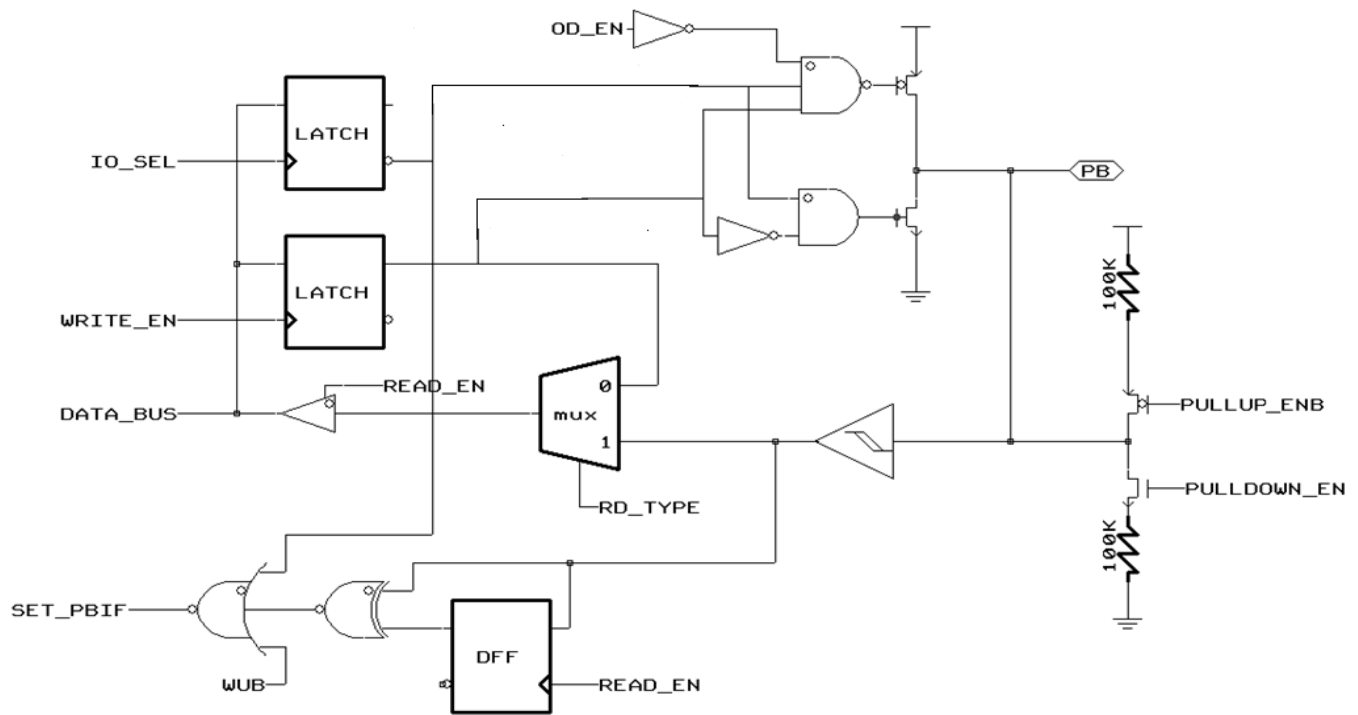 OD_EN
LATCH
IO_SEL
PB
LATCH
100K
WRITE_EN
READ_EN
0
DATA_BUS
mux
PULLUP_ENB
1
PULLDOWN_EN
RD_TYPE
100K
SET_PBIF
DFF
WUB
READ_EN